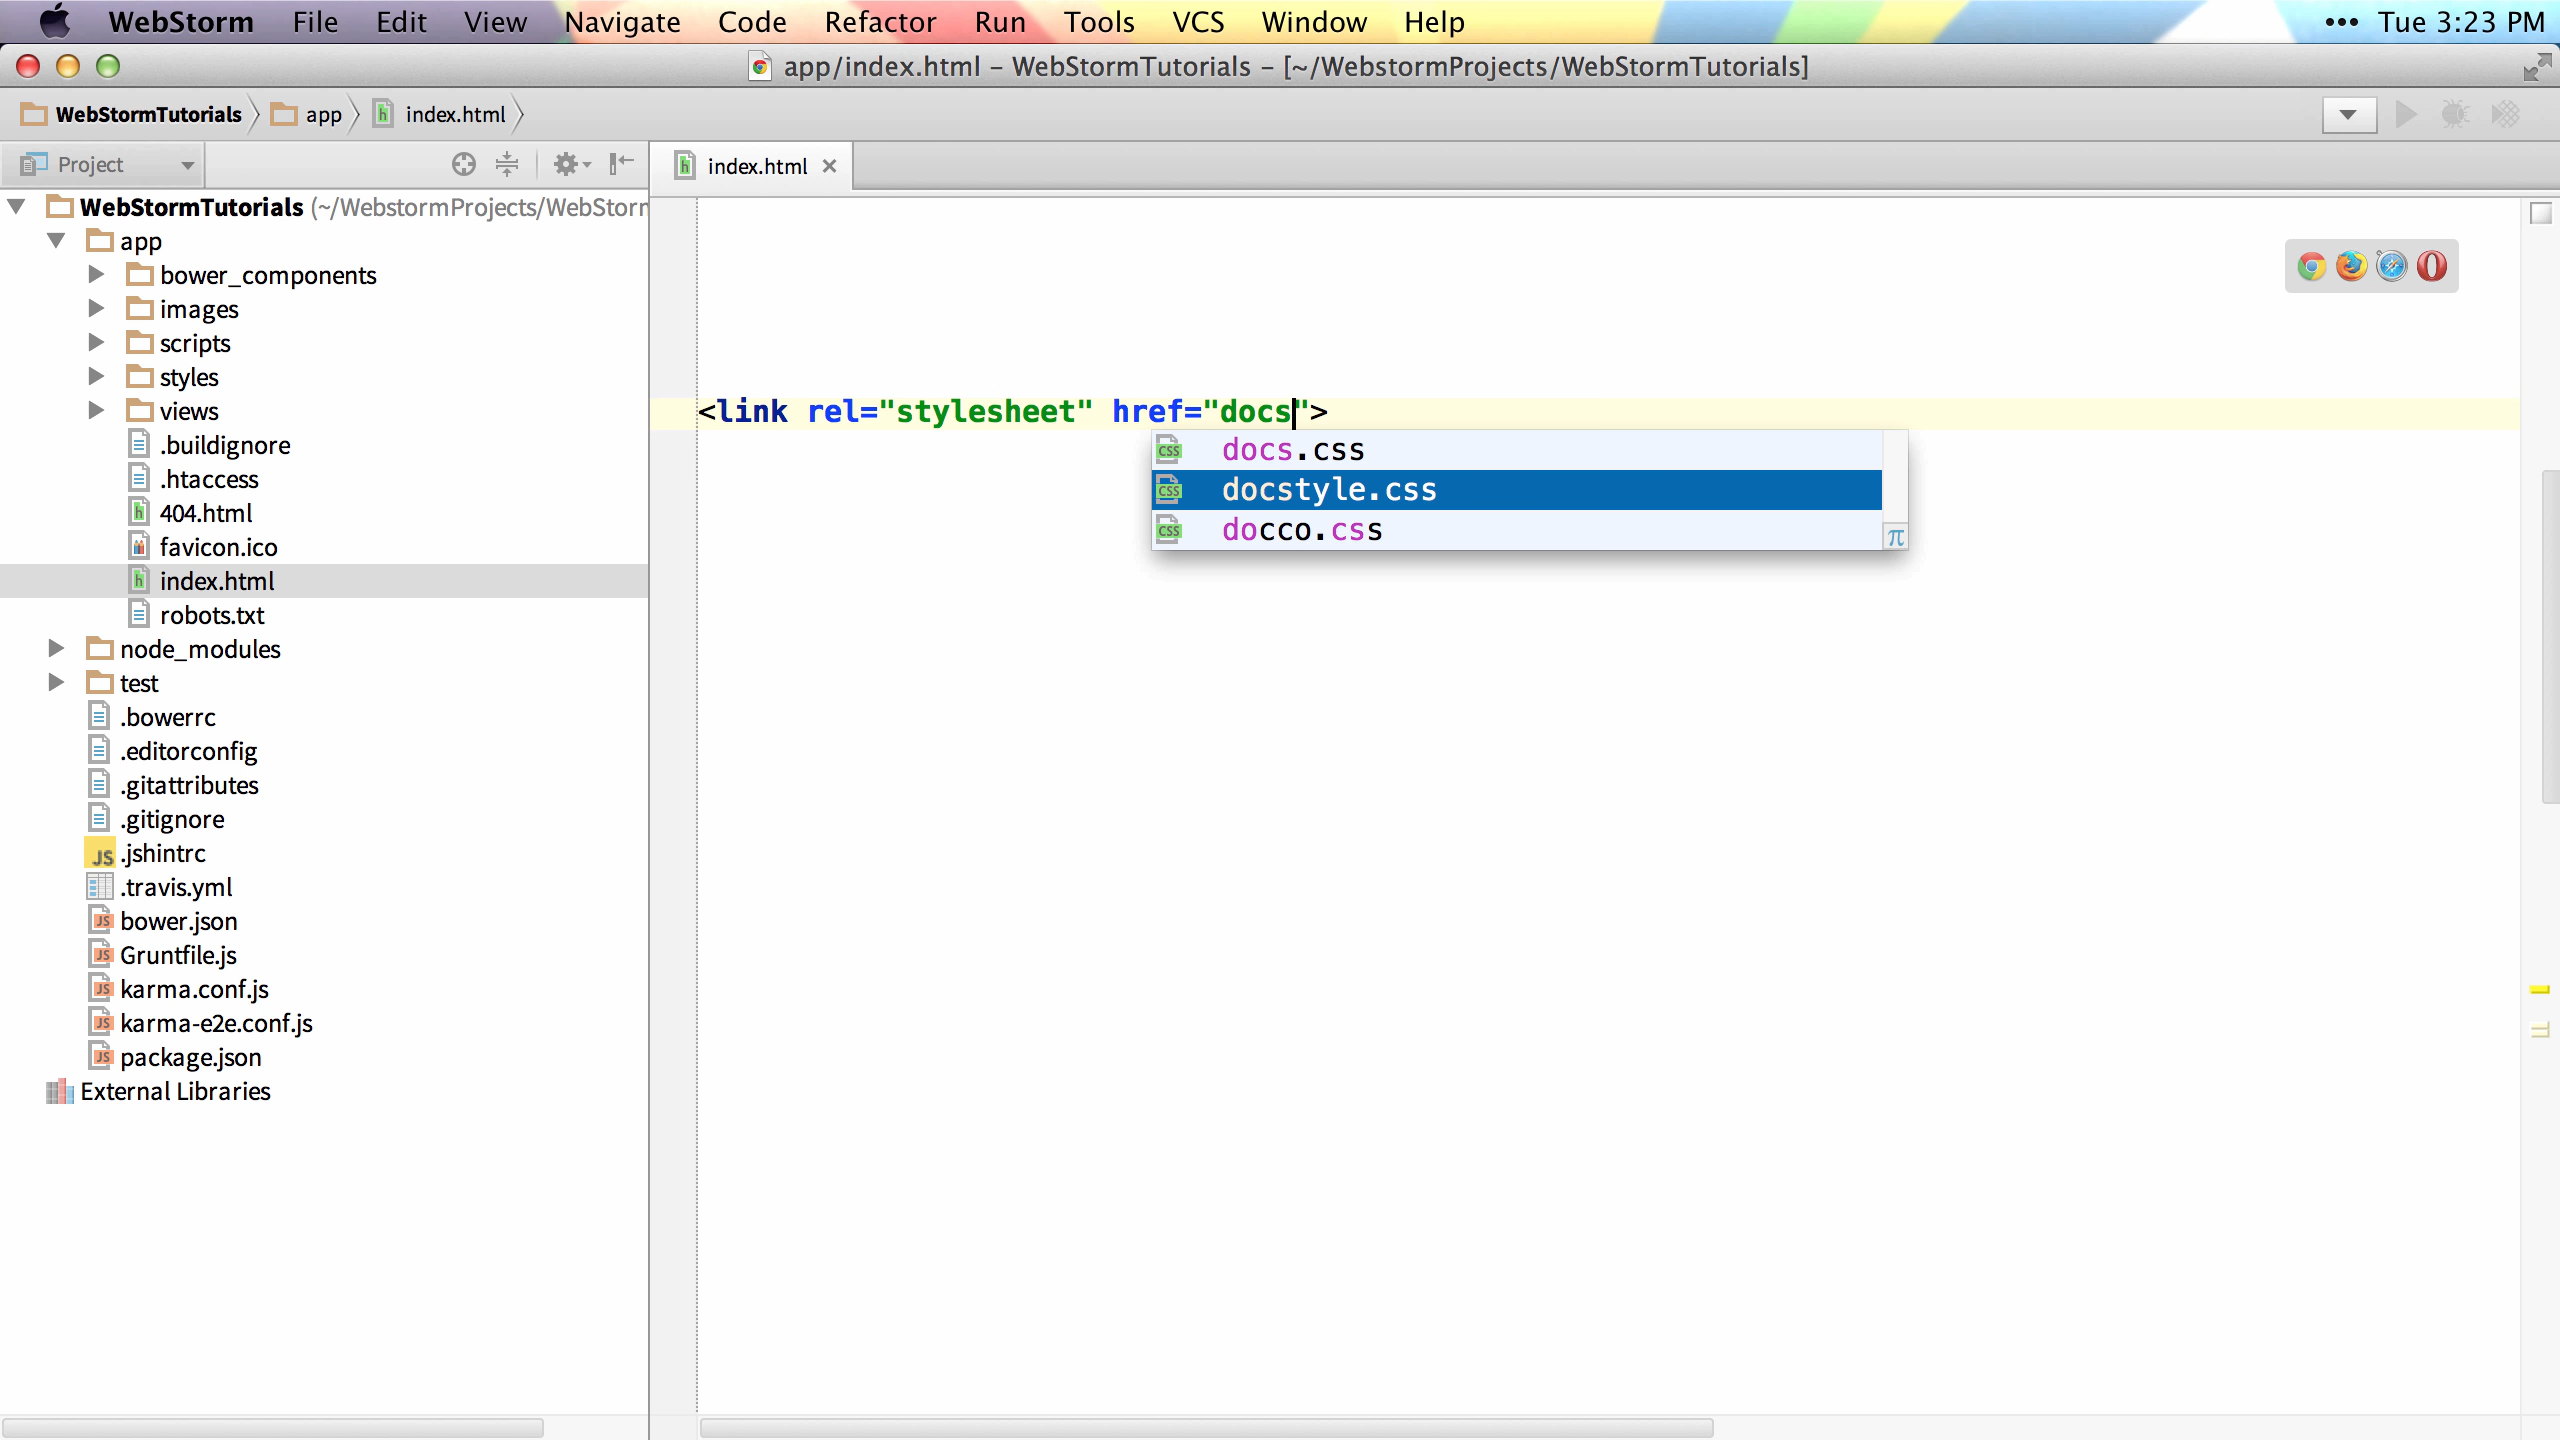 WebStorm File Edit View Navigate Code Refactor Run Tools VCS Window Help ••• Tue 3:23 PM
app/index.html – WebStormTutorials – [~/WebstormProjects/WebStormTutorials]
WebStormTutorials app index.html
Project
index.html
WebStormTutorials (~/WebstormProjects/WebStorm
app
bower_components
images
scripts
styles
views
.buildignore
.htaccess
404.html
favicon.ico
index.html
robots.txt
node_modules
test
.bowerrc
.editorconfig
.gitattributes
.gitignore
.jshintrc
.travis.yml
bower.json
Gruntfile.js
karma.conf.js
karma-e2e.conf.js
package.json
External Libraries
<link rel="stylesheet" href="docs">
docs.css
docstyle.css
docco.css
π